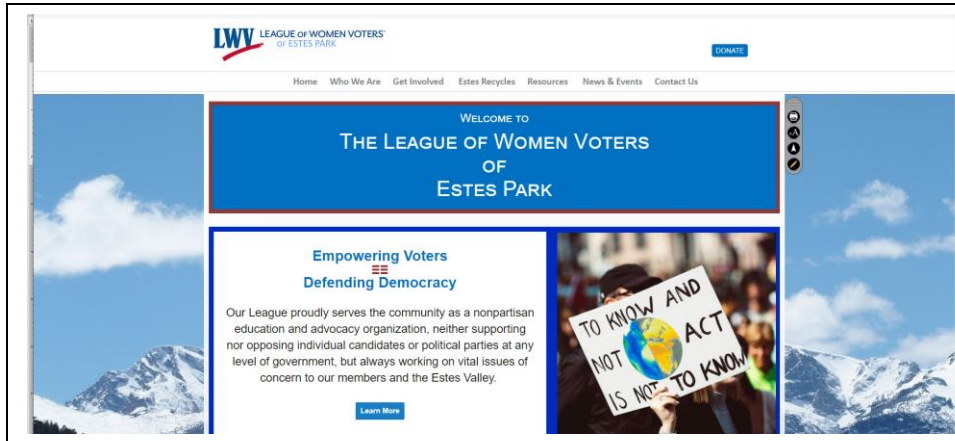 LWV LEAGUE OF WOMEN VOTERS®
OF ESTES PARK
DONATE
Home Who We Are Get Involved Estes Recycles Resources News & Events Contact Us
WELCOME TO
THE LEAGUE OF WOMEN VOTERS
OF
ESTES PARK
Empowering Voters
Defending Democracy
Our League proudly serves the community as a nonpartisan
education and advocacy organization, neither supporting
nor opposing individual candidates or political parties at any
level of government, but always working on vital issues of
concern to our members and the Estes Valley.
Learn More
TO KNOW AND
NOT ACT
IS NOT TO KNOW